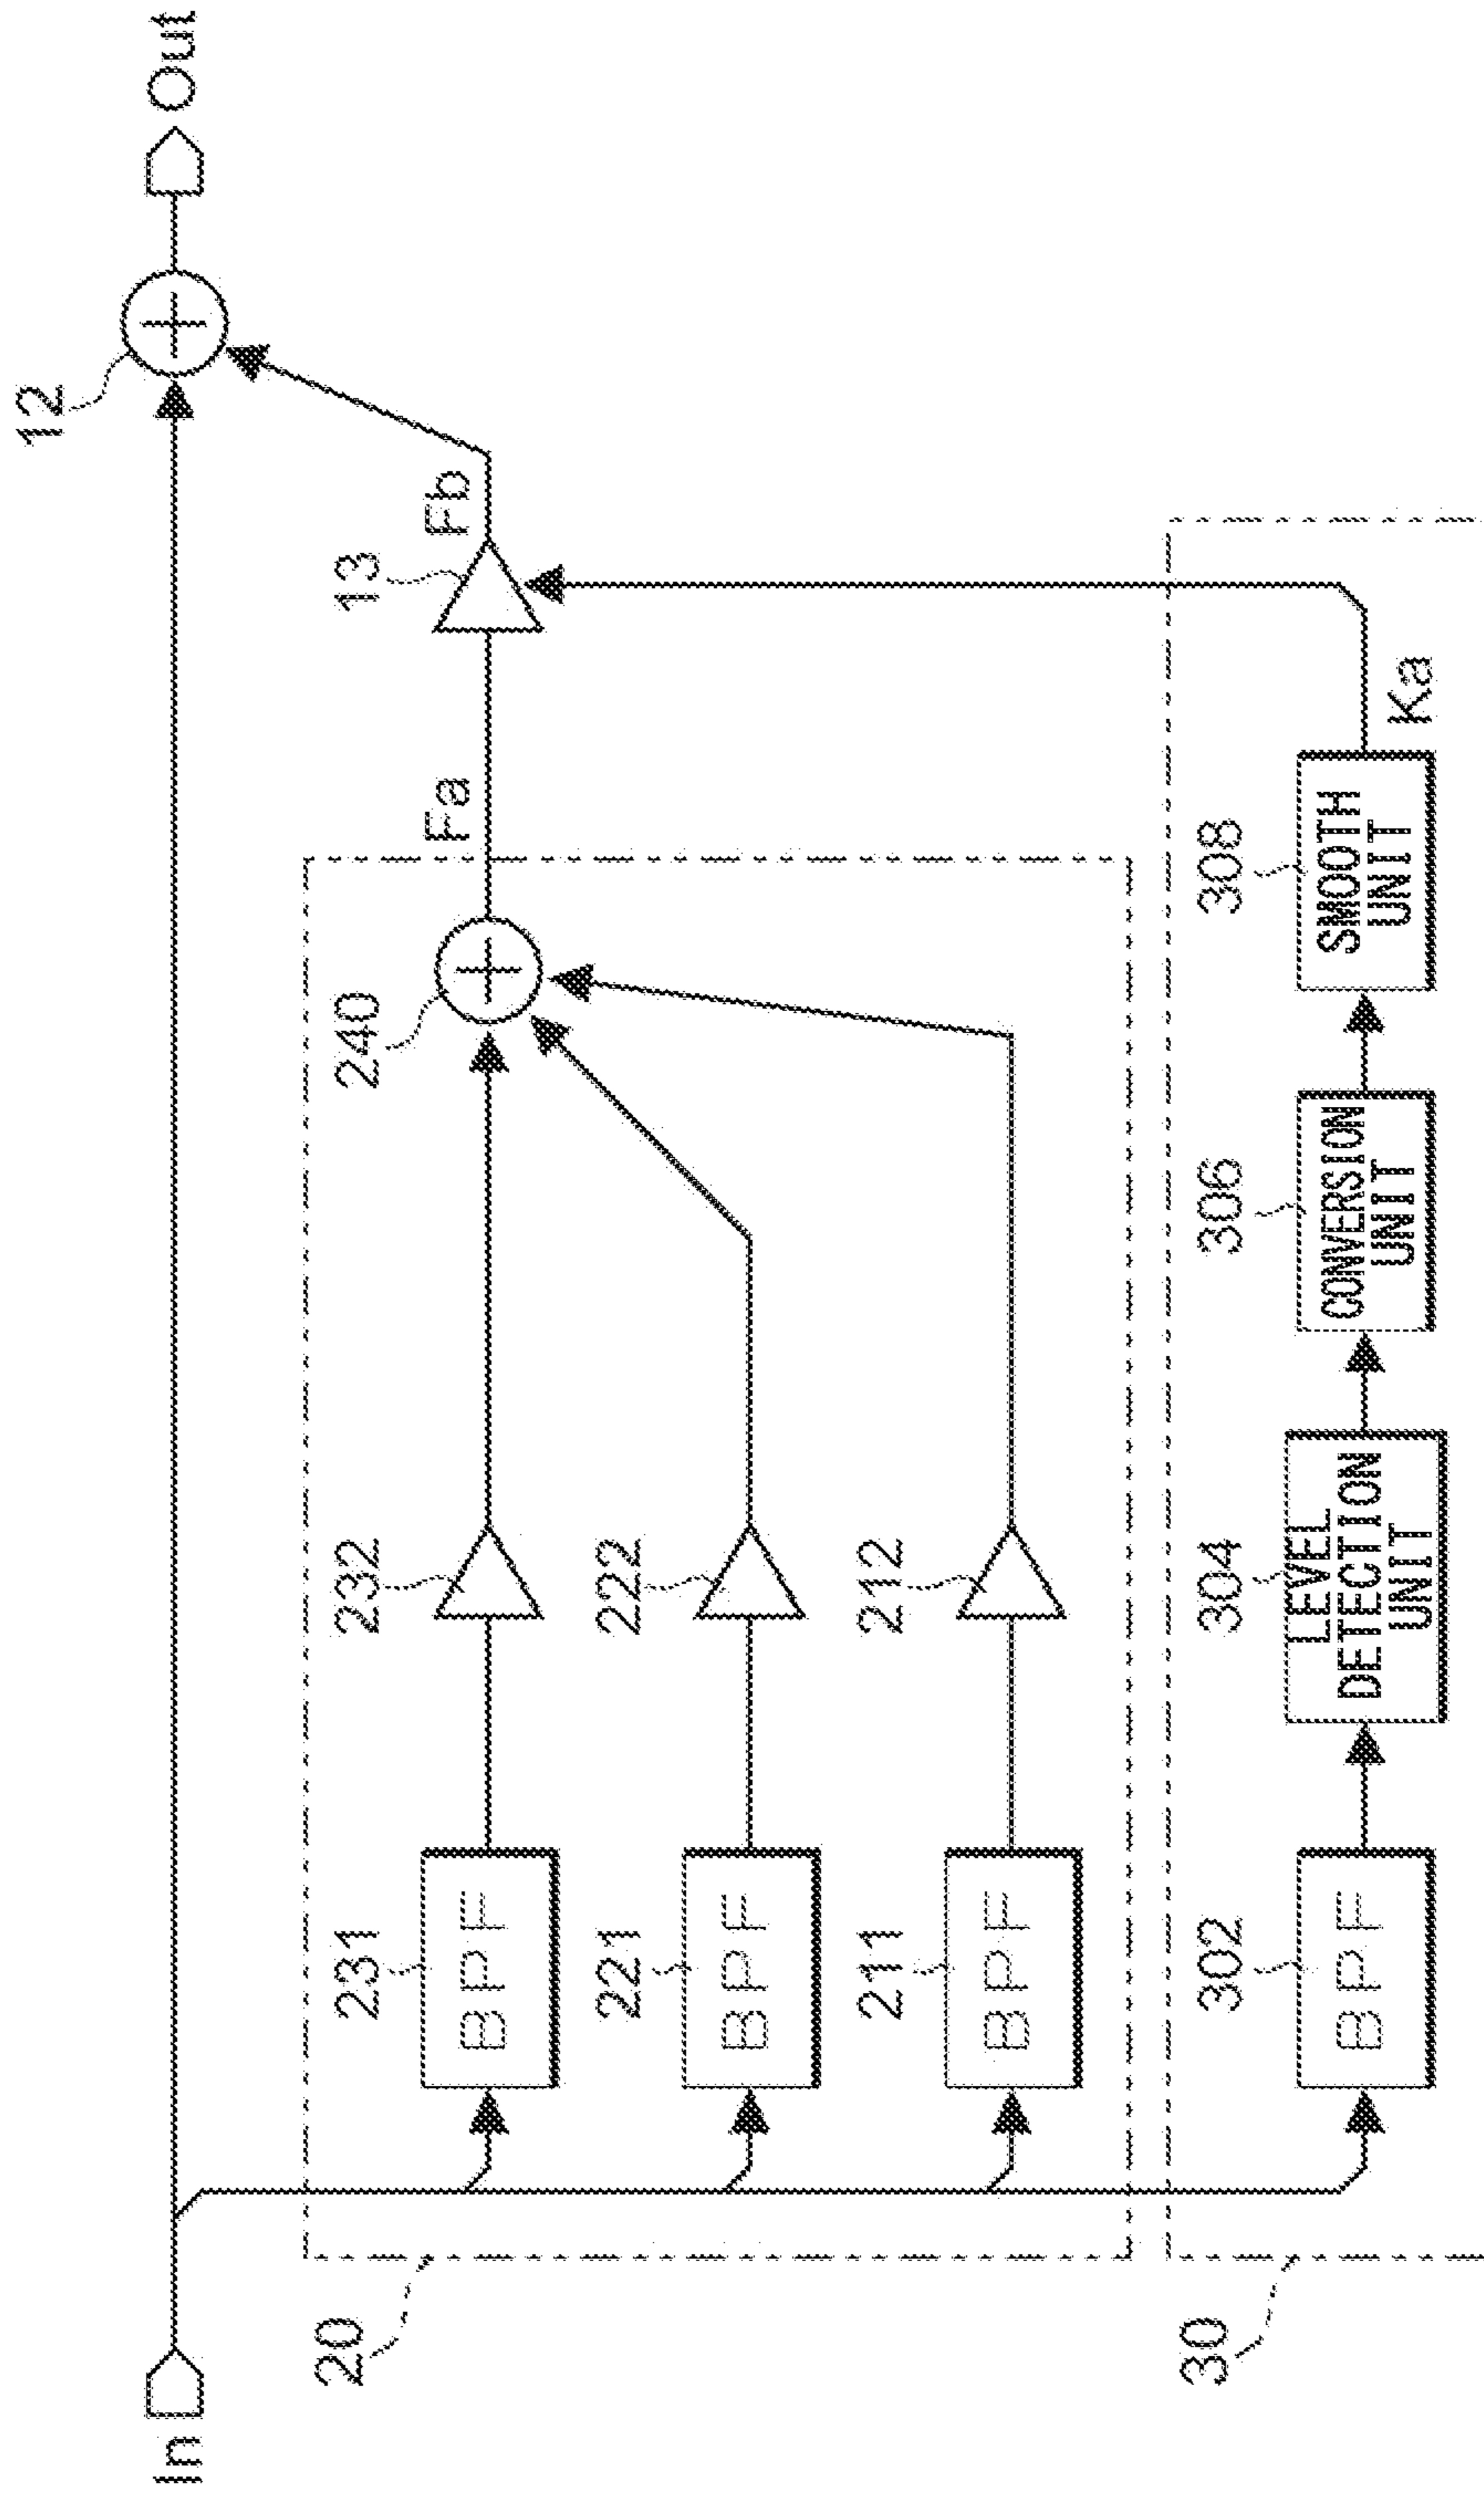 In
Out
12
13
Fb
Fa
20
240
231
BPF
232
221
BPF
222
211
BPF
212
30
302
BPF
304
LEVEL
DETECTION
UNIT
306
CONVERSION
UNIT
308
SMOOTH
UNIT
Ka